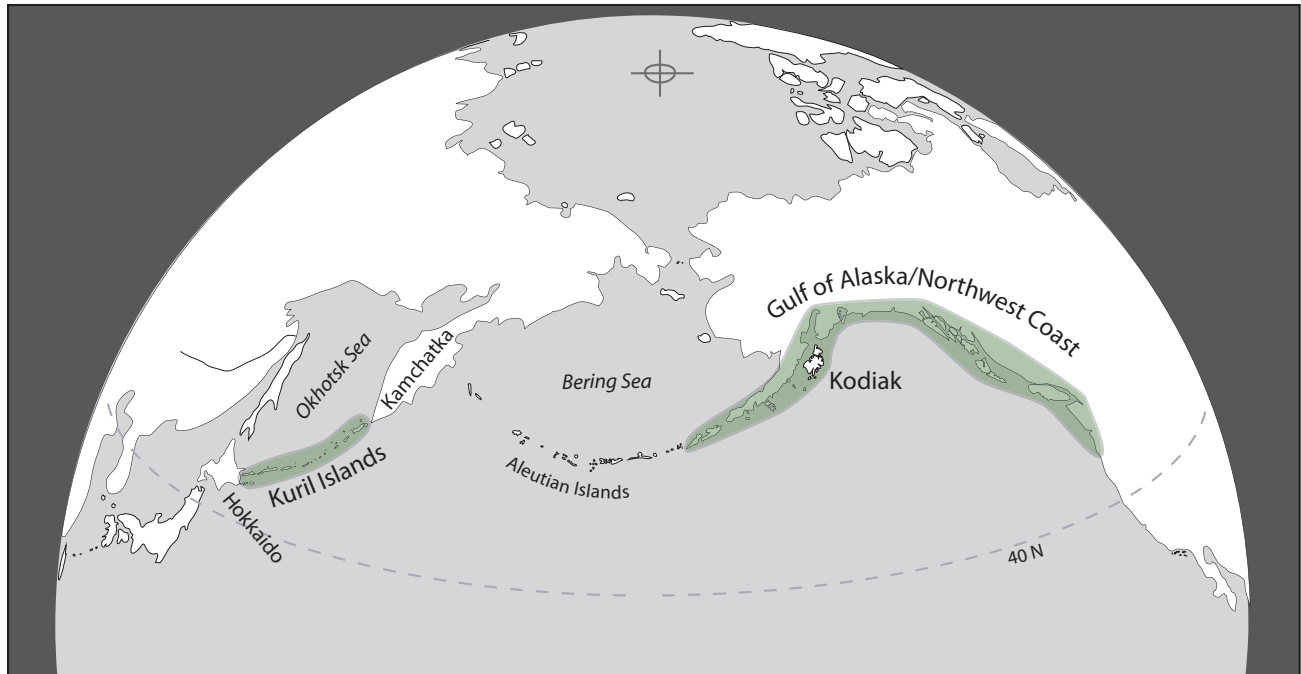 Gulf of Alaska/Northwest Coast
Okhotsk Sea
Kamchatka
Bering Sea
Kodiak
Kuril Islands
Aleutian Islands
Hokkaido
40 N